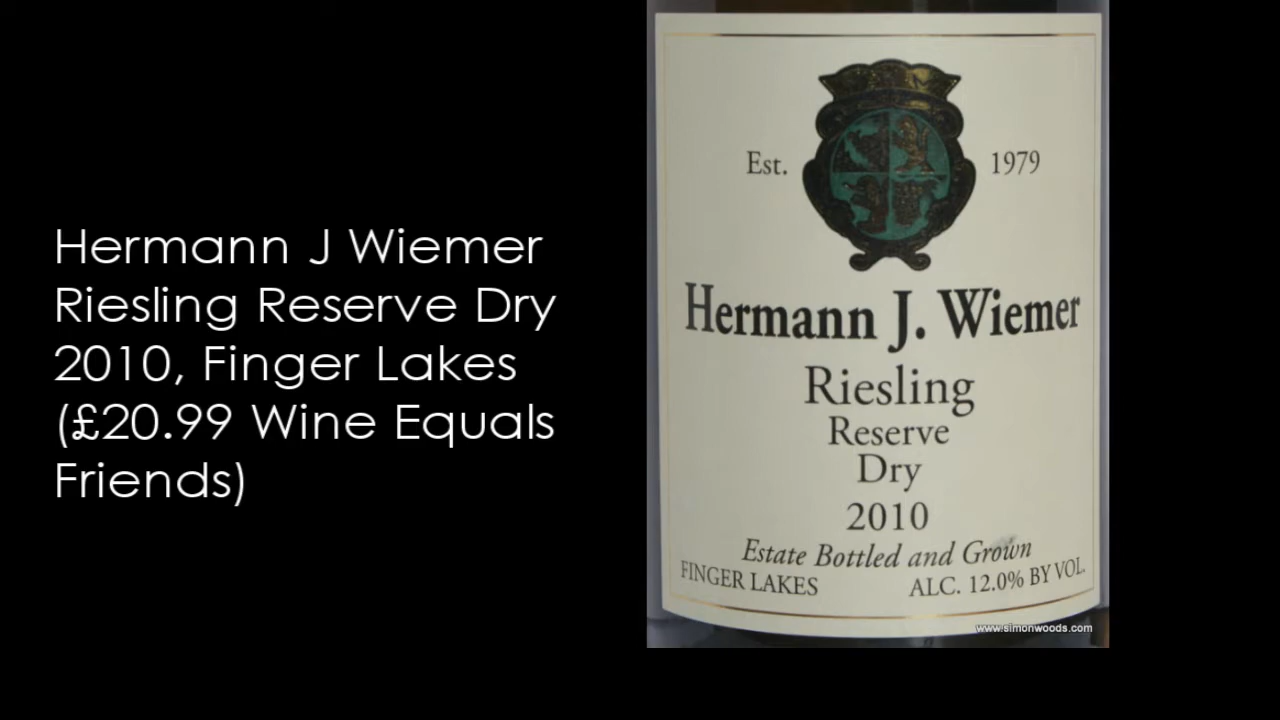 Hermann J Wiemer
Riesling Reserve Dry
2010, Finger Lakes
(£20.99 Wine Equals
Friends)
Est. 1979
Hermann J. Wiemer
Riesling
Reserve
Dry
2010
Estate Bottled and Grown
FINGER LAKES ALC. 12.0% BY VOL.
www.simonwoods.com